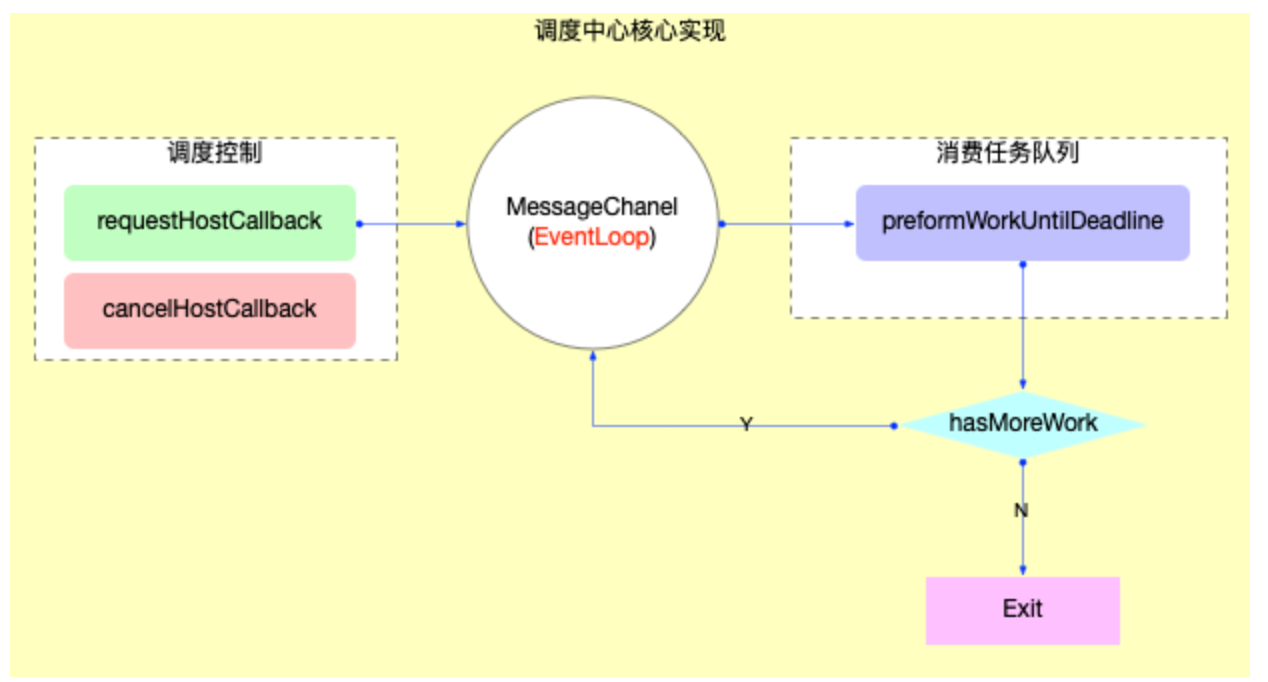 调度中心核心实现
调度控制
requestHostCallback
cancelHostCallback
MessageChanel
(EventLoop)
消费任务队列
preformWorkUntilDeadline
hasMoreWork
Y
N
Exit